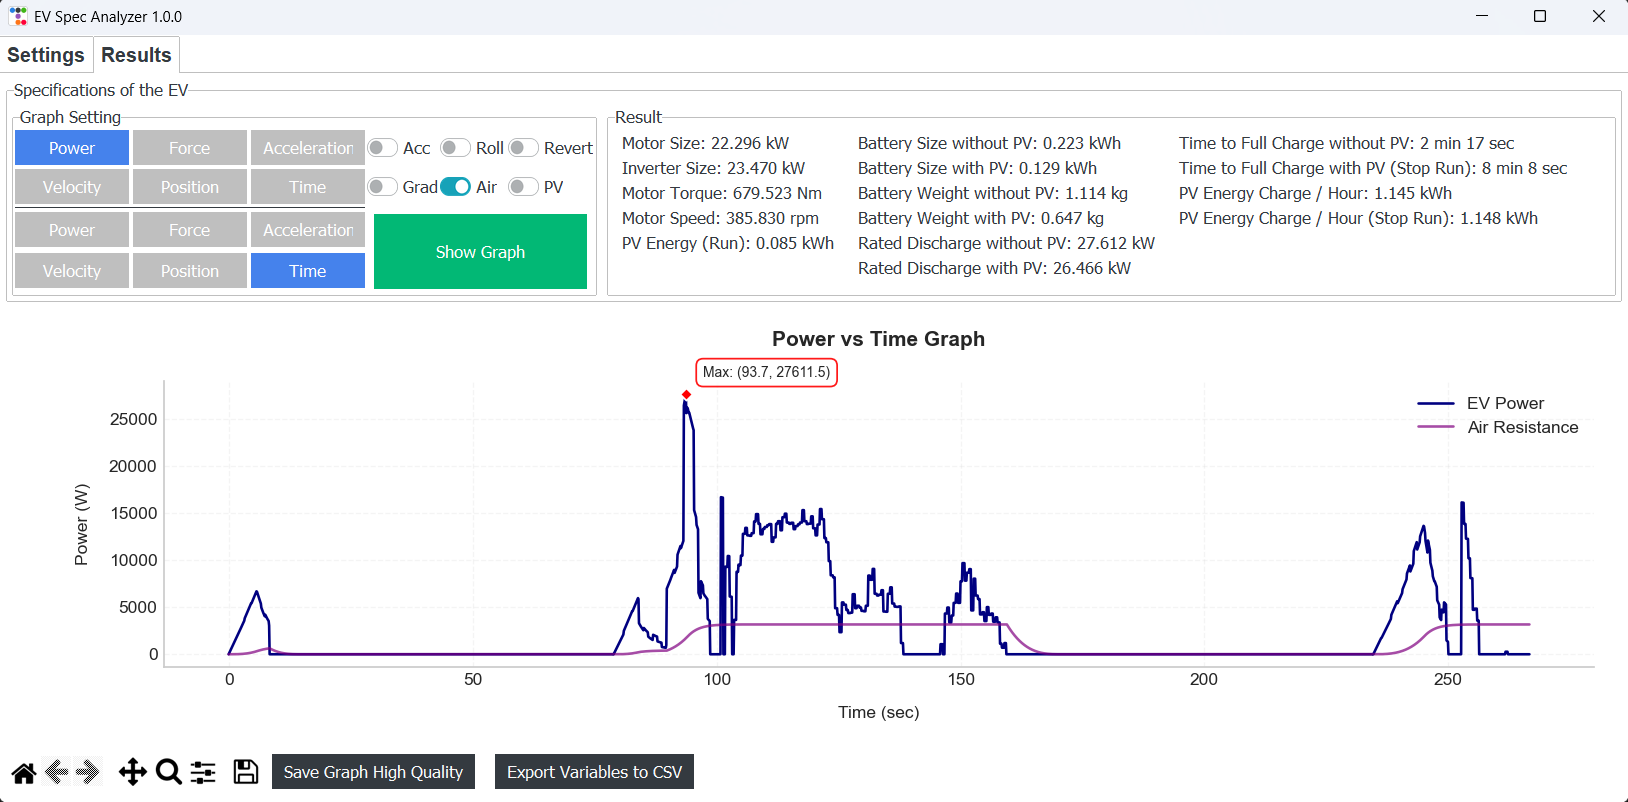 EV Spec Analyzer 1.0.0
Settings Results
Specifications of the EV
Graph Setting
Power Force Acceleration Acc Roll Revert
Velocity Position Time Grad Air PV
Power Force Acceleration
Velocity Position Time
Show Graph
Result
Motor Size: 22.296 kW
Inverter Size: 23.470 kW
Motor Torque: 679.523 Nm
Motor Speed: 385.830 rpm
PV Energy (Run): 0.085 kWh
Battery Size without PV: 0.223 kWh
Battery Size with PV: 0.129 kWh
Battery Weight without PV: 1.114 kg
Battery Weight with PV: 0.647 kg
Rated Discharge without PV: 27.612 kW
Rated Discharge with PV: 26.466 kW
Time to Full Charge without PV: 2 min 17 sec
Time to Full Charge with PV (Stop Run): 8 min 8 sec
PV Energy Charge / Hour: 1.145 kWh
PV Energy Charge / Hour (Stop Run): 1.148 kWh
Power vs Time Graph
Max: (93.7, 27611.5)
EV Power
Air Resistance
Power (W)
25000
20000
15000
10000
5000
0
0 50 100 150 200 250
Time (sec)
Save Graph High Quality Export Variables to CSV